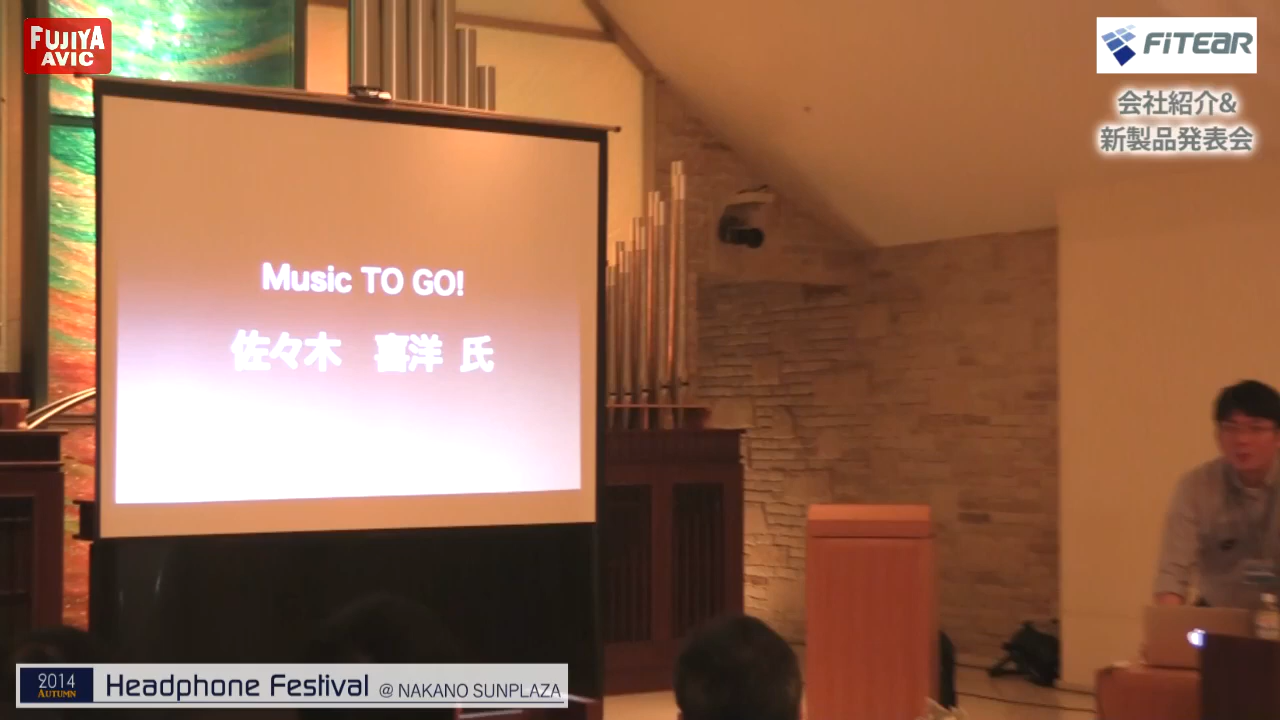 FUJIYA
AVIC
FITEAR
会社紹介&
新製品発表会
Music TO GO!
佐々木 喜洋 氏
2014
AUTUMN
Headphone Festival @ NAKANO SUNPLAZA